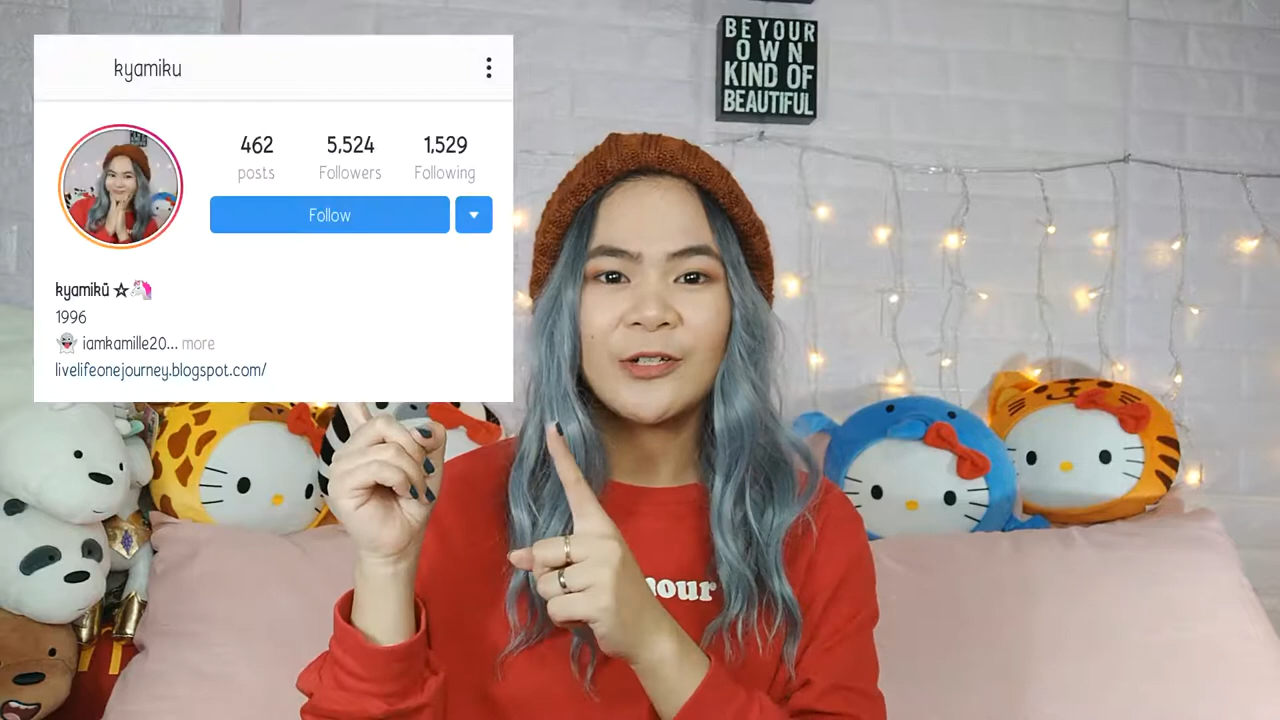 kyamiku
462 5,524 1,529
posts Followers Following
Follow
kyamikū ☆🦄
1996
👻 iamkamille20... more
livelifeonejourney.blogspot.com/
BE YOUR
OWN
KIND OF
BEAUTIFUL
our